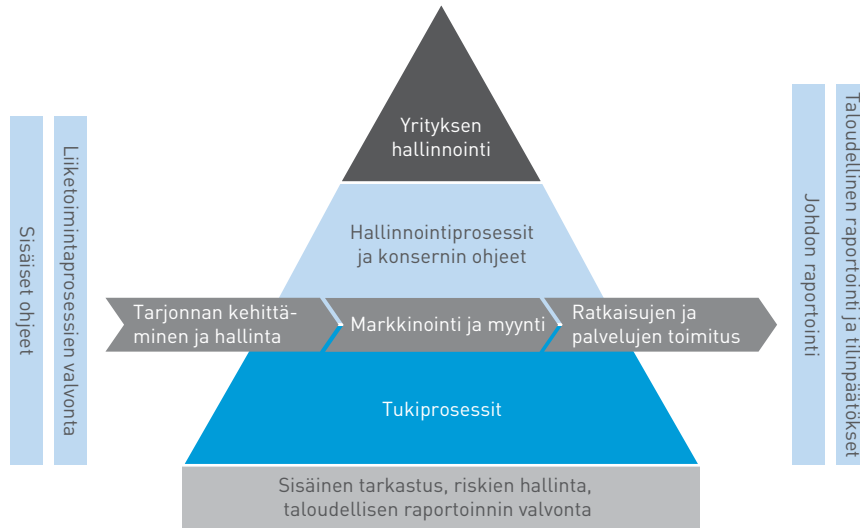 Yrityksen
hallinnointi
Hallinnointiprosessit
ja konsernin ohjeet
Tarjonnan kehittä-
minen ja hallinta
Markkinointi ja myynti
Ratkaisujen ja
palvelujen toimitus
Tukiprosessit
Sisäinen tarkastus, riskien hallinta,
taloudellisen raportoinnin valvonta
Sisäiset ohjeet
Liiketoimintaprosessien valvonta
Johdon raportointi
Taloudellinen raportointi ja tilinpäätökset